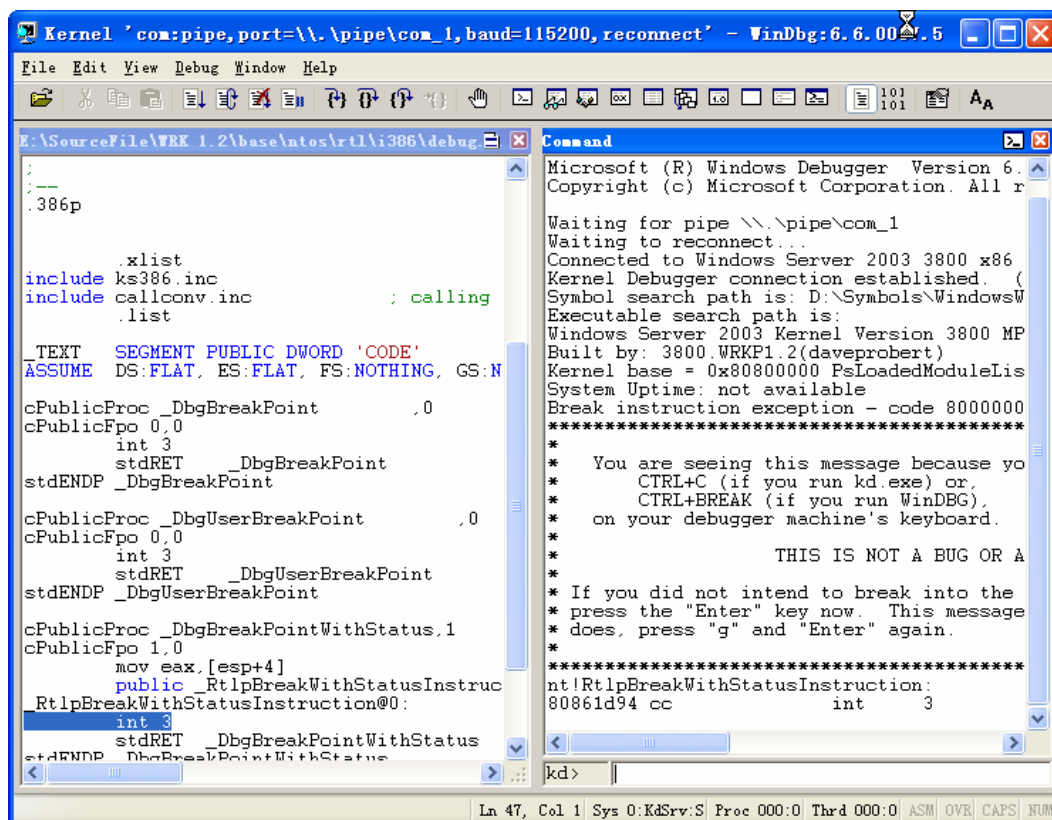 Kernel 'com:pipe,port=\\.\pipe\com_1,baud=115200,reconnect' - WinDbg:6.6.00 .5
File Edit View Debug Window Help
E:\SourceFile\WRK 1.2\base\ntos\rtl\i386\debug.
;
;--
.386p
.xlist
include ks386.inc
include callconv.inc ; calling
.list
_TEXT SEGMENT PUBLIC DWORD 'CODE'
ASSUME DS:FLAT, ES:FLAT, FS:NOTHING, GS:N
cPublicProc _DbgBreakPoint ,0
cPublicFpo 0,0
int 3
stdRET _DbgBreakPoint
stdENDP _DbgBreakPoint
cPublicProc _DbgUserBreakPoint ,0
cPublicFpo 0,0
int 3
stdRET _DbgUserBreakPoint
stdENDP _DbgUserBreakPoint
cPublicProc _DbgBreakPointWithStatus,1
cPublicFpo 1,0
mov eax,[esp+4]
public _RtlpBreakWithStatusInstruc
_RtlpBreakWithStatusInstruction@0:
int 3
stdRET _DbgBreakPointWithStatus
stdENDP _DbgBreakPointWithStatus
Command
Microsoft (R) Windows Debugger Version 6.
Copyright (c) Microsoft Corporation. All r
Waiting for pipe \\.\pipe\com_1
Waiting to reconnect...
Connected to Windows Server 2003 3800 x86
Kernel Debugger connection established. (
Symbol search path is: D:\Symbols\WindowsW
Executable search path is:
Windows Server 2003 Kernel Version 3800 MP
Built by: 3800.WRKP1.2(daveprobert)
Kernel base = 0x80800000 PsLoadedModuleLis
System Uptime: not available
Break instruction exception - code 8000000
******************************************
*
* You are seeing this message because yo
* CTRL+C (if you run kd.exe) or,
* CTRL+BREAK (if you run WinDBG),
* on your debugger machine's keyboard.
*
* THIS IS NOT A BUG OR A
*
* If you did not intend to break into the
* press the "Enter" key now. This message
* does, press "g" and "Enter" again.
*
******************************************
nt!RtlpBreakWithStatusInstruction:
80861d94 cc int 3
kd>
Ln 47, Col 1 Sys 0:KdSrv:S Proc 000:0 Thrd 000:0 ASM OVR CAPS NUM